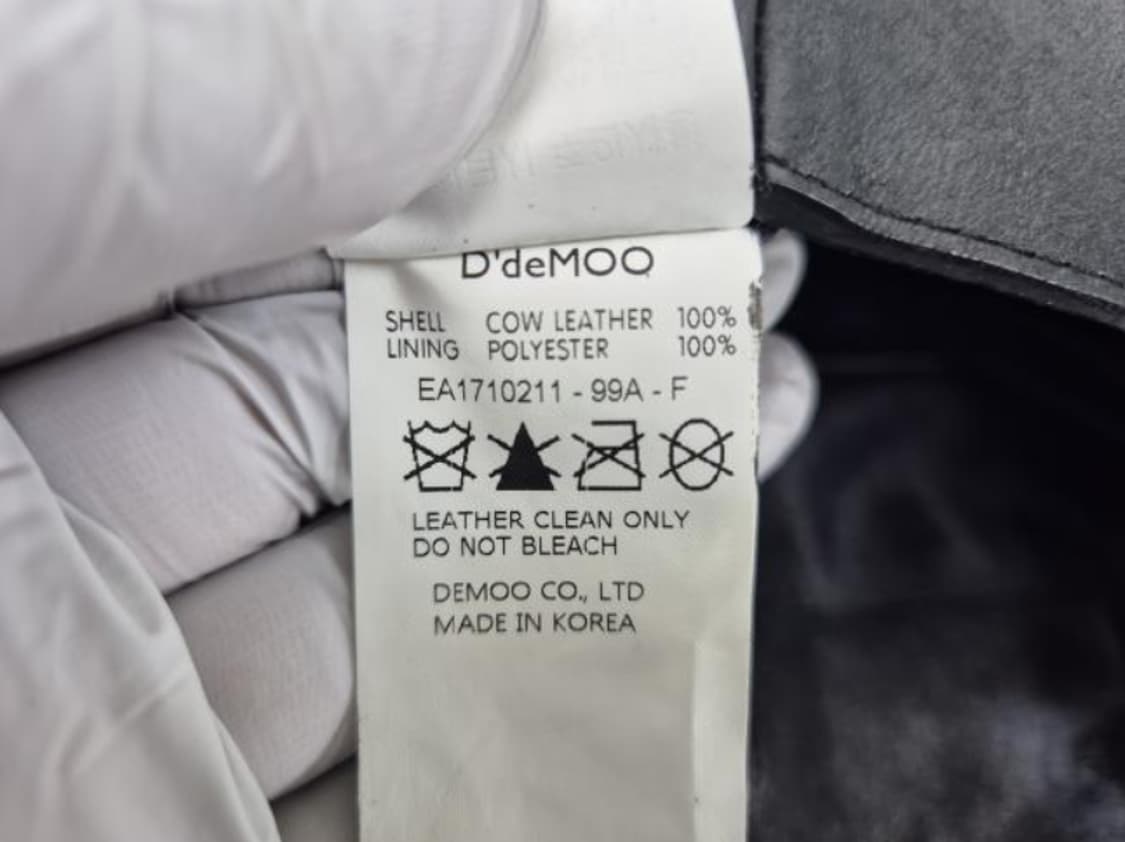 D'deMOO
SHELL COW LEATHER 100%
LINING POLYESTER 100%
EA1710211 - 99A - F
LEATHER CLEAN ONLY
DO NOT BLEACH
DEMOO CO., LTD
MADE IN KOREA